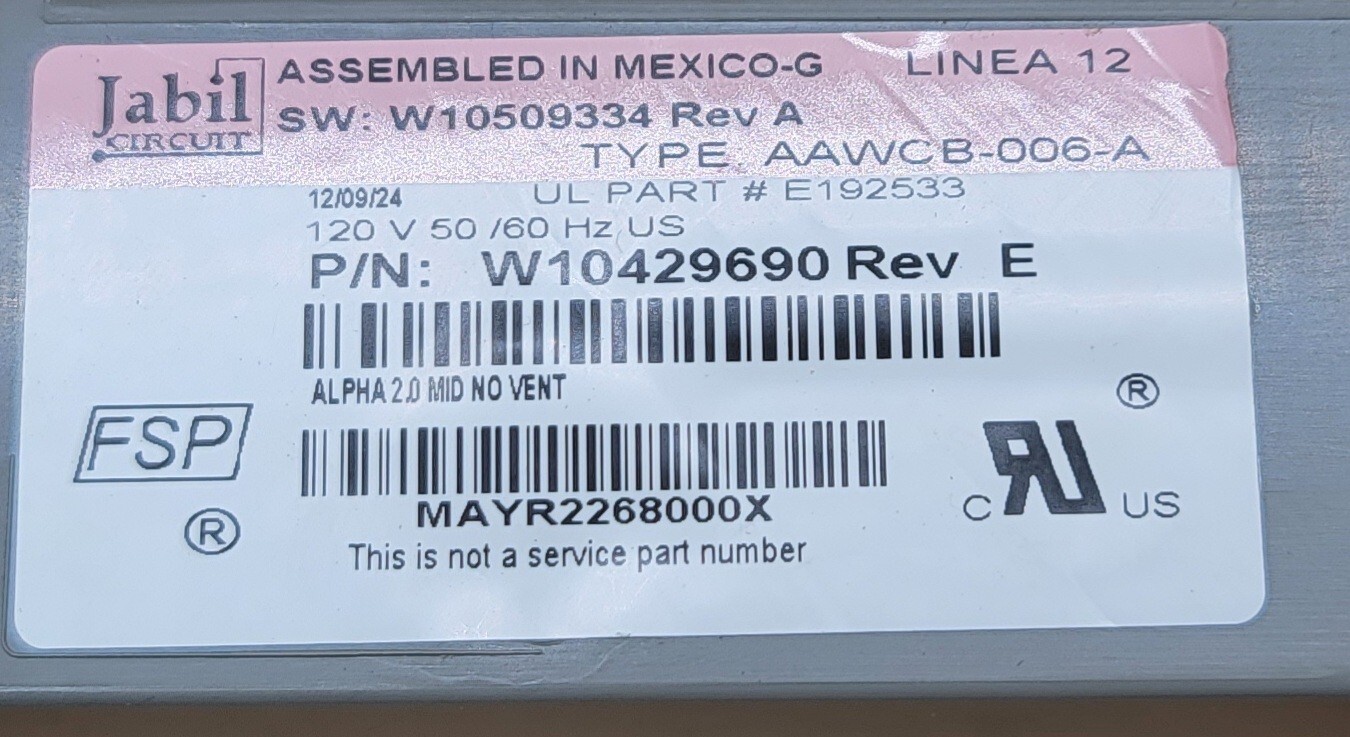 Jabil
CIRCUIT
ASSEMBLED IN MEXICO-G LINEA 12
SW: W10509334 Rev A
TYPE. AAWCB-006-A
12/09/24 UL PART # E192533
120 V 50 /60 Hz US
P/N: W10429690 Rev E
ALPHA 2.0 MID NO VENT
FSP
®
MAYR2268000X
This is not a service part number
®
C RU US